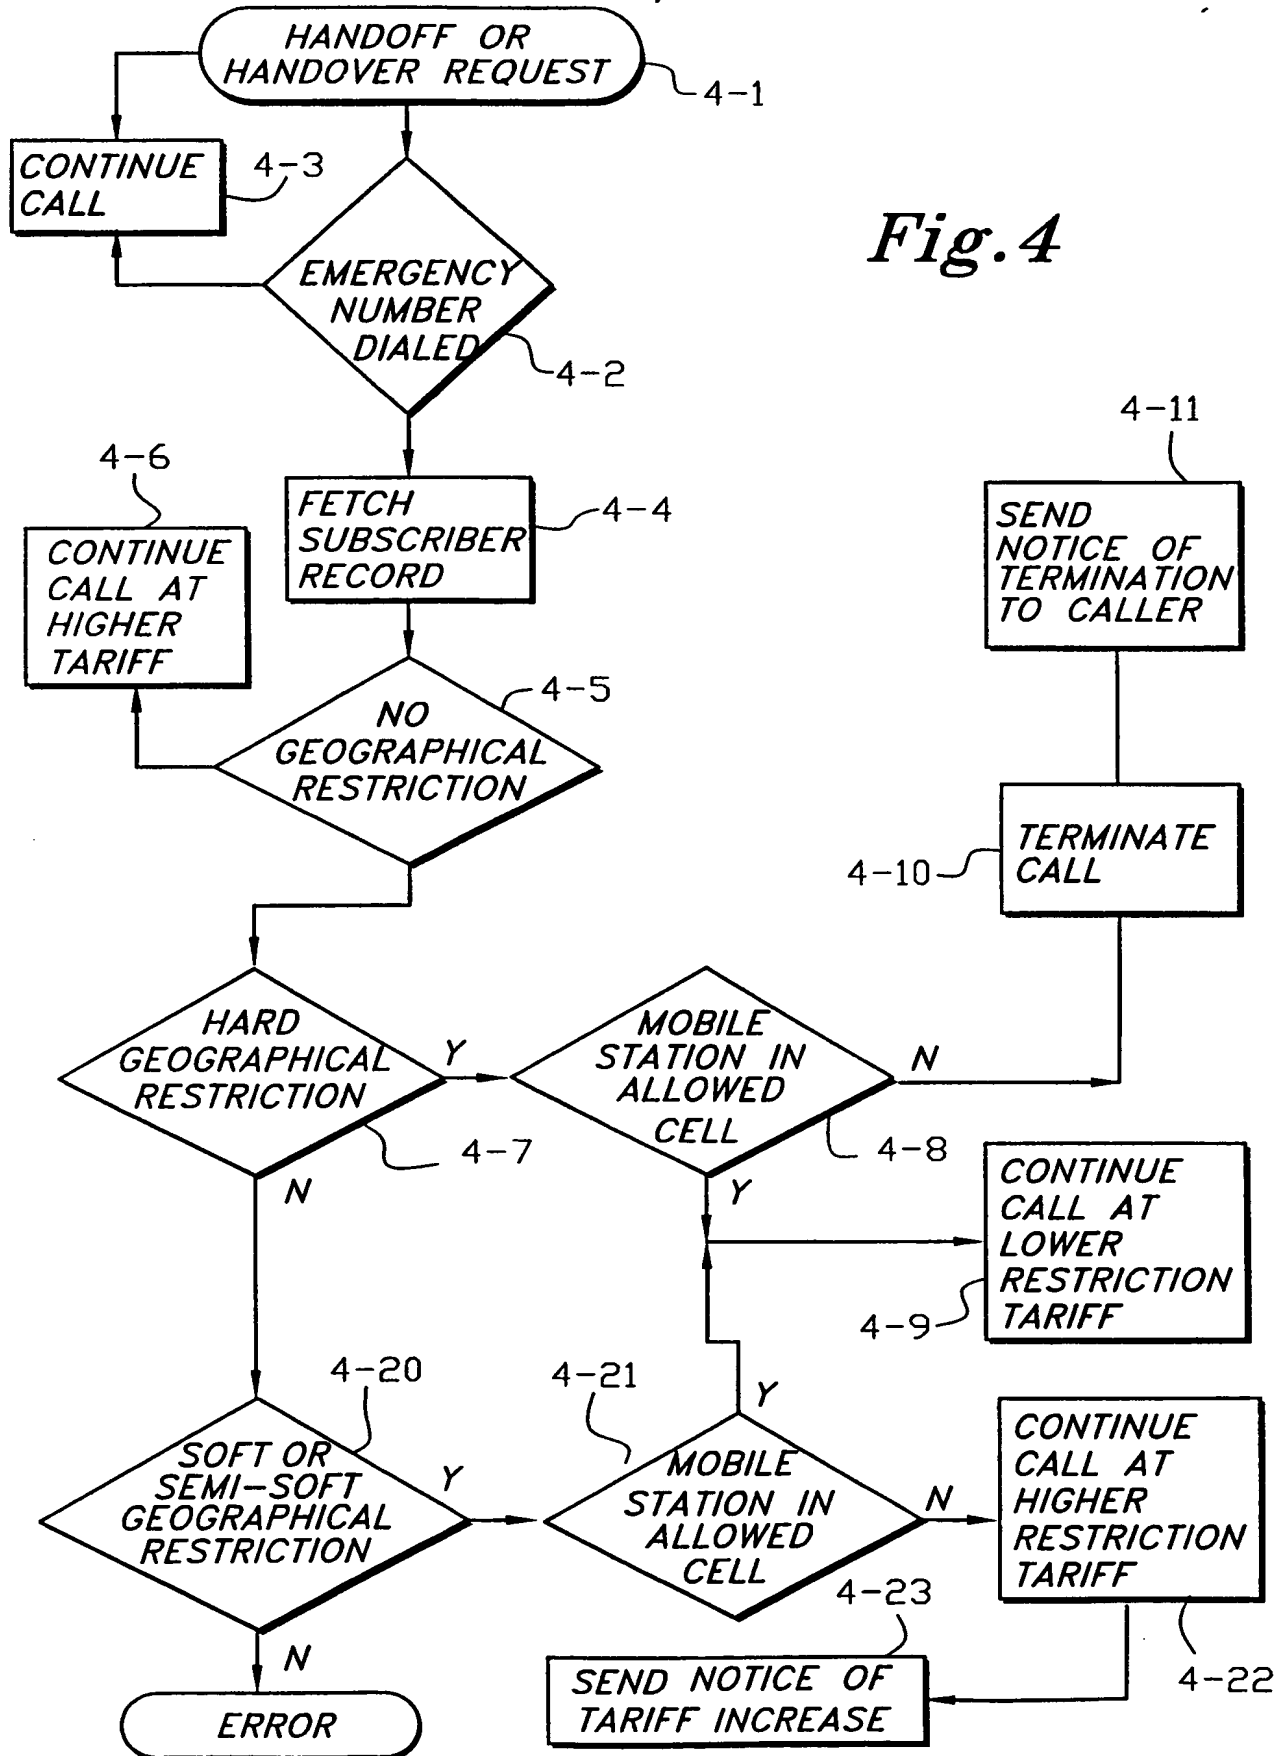 HANDOFF OR
HANDOVER REQUEST
4-1
CONTINUE
CALL
4-3
Fig.4
EMERGENCY
NUMBER
DIALED
4-2
4-11
4-6
FETCH
SUBSCRIBER
RECORD
4-4
SEND
NOTICE OF
TERMINATION
TO CALLER
CONTINUE
CALL AT
HIGHER
TARIFF
4-5
NO
GEOGRAPHICAL
RESTRICTION
TERMINATE
CALL
4-10
HARD
GEOGRAPHICAL
RESTRICTION
Y
MOBILE
STATION IN
ALLOWED
CELL
N
4-7
4-8
N
Y
CONTINUE
CALL AT
LOWER
RESTRICTION
TARIFF
4-9
4-20
4-21
Y
SOFT OR
SEMI-SOFT
GEOGRAPHICAL
RESTRICTION
Y
MOBILE
STATION IN
ALLOWED
CELL
N
CONTINUE
CALL AT
HIGHER
RESTRICTION
TARIFF
4-23
N
4-22
SEND NOTICE OF
TARIFF INCREASE
ERROR